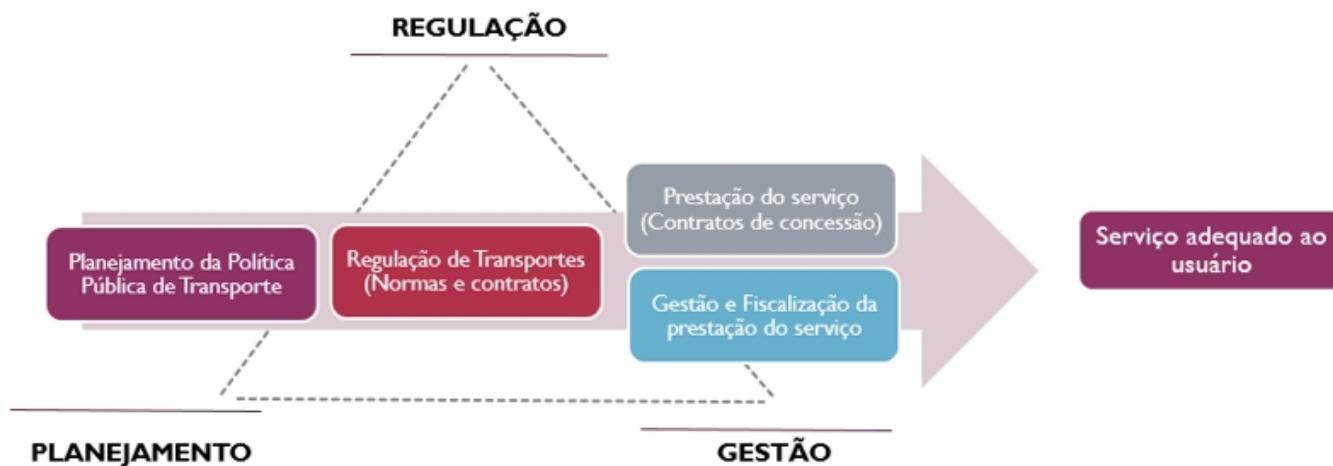 REGULAÇÃO
Planejamento da Política
Pública de Transporte
Regulação de Transportes
(Normas e contratos)
Prestação do serviço
(Contratos de concessão)
Gestão e Fiscalização da
prestação do serviço
Serviço adequado ao
usuário
PLANEJAMENTO
GESTÃO